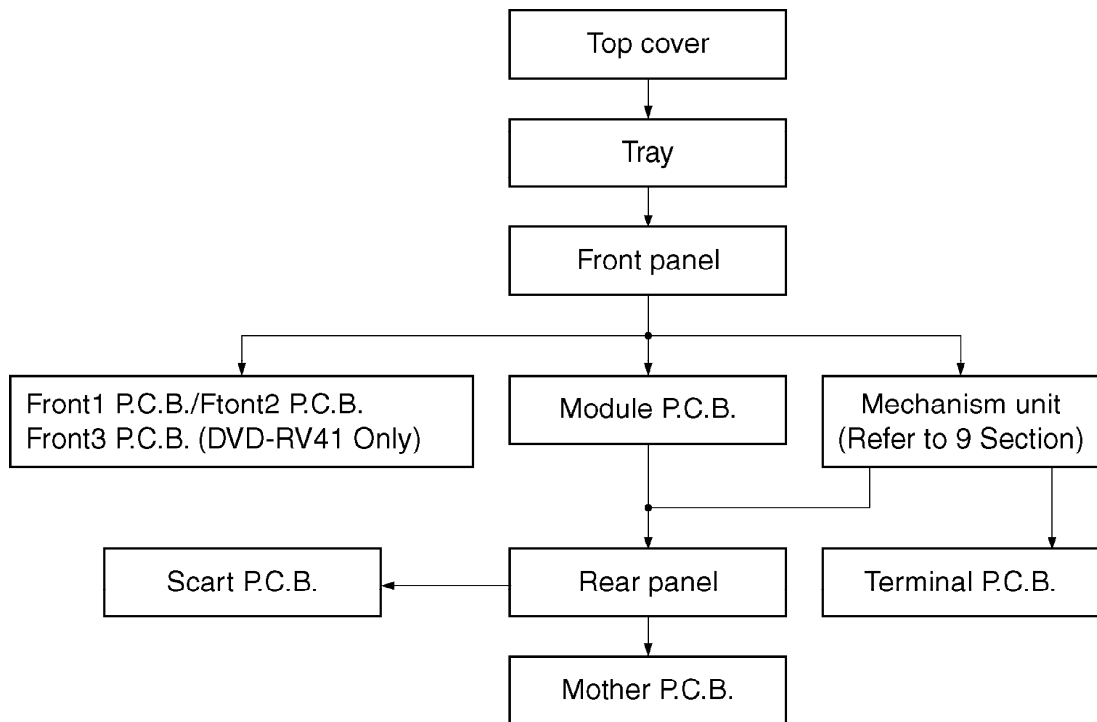 Top cover
Tray
Front panel
Front1 P.C.B./Ftont2 P.C.B.
Front3 P.C.B. (DVD-RV41 Only)
Module P.C.B.
Mechanism unit
(Refer to 9 Section)
Scart P.C.B.
Rear panel
Terminal P.C.B.
Mother P.C.B.